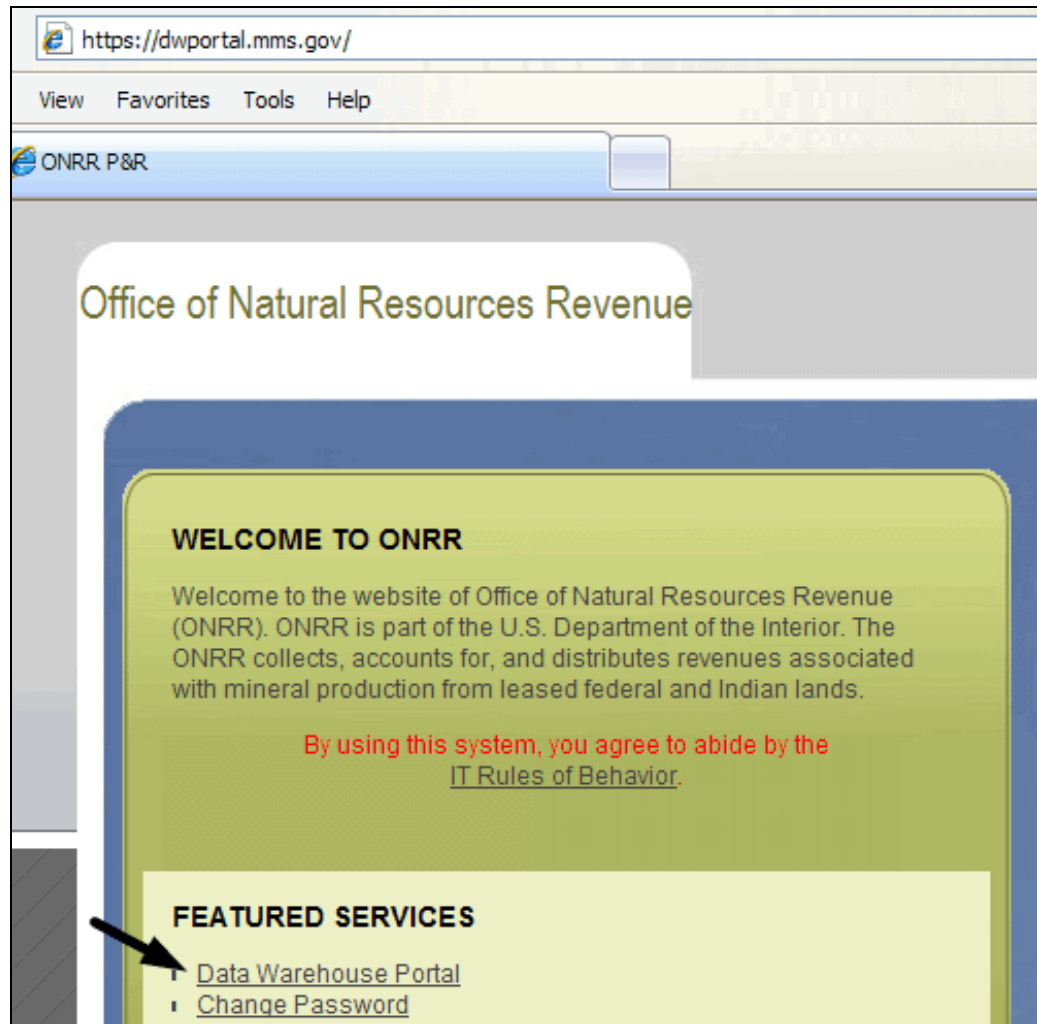 https://dwportal.mms.gov/
View Favorites Tools Help
ONRR P&R
Office of Natural Resources Revenue
WELCOME TO ONRR
Welcome to the website of Office of Natural Resources Revenue
(ONRR). ONRR is part of the U.S. Department of the Interior. The
ONRR collects, accounts for, and distributes revenues associated
with mineral production from leased federal and Indian lands.
By using this system, you agree to abide by the
IT Rules of Behavior.
FEATURED SERVICES
Data Warehouse Portal
Change Password